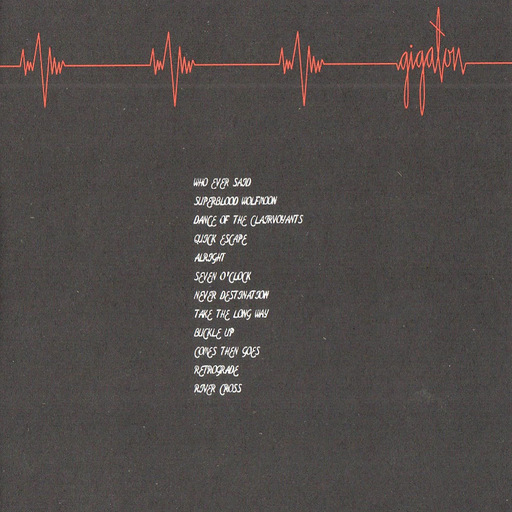 gigaton
WHO EVER SAID
SUPERBLOOD WOLFMOON
DANCE OF THE CLAIRVOYANTS
QUICK ESCAPE
ALRIGHT
SEVEN O'CLOCK
NEVER DESTINATION
TAKE THE LONG WAY
BUCKLE UP
COMES THEN GOES
RETROGRADE
RIVER CROSS